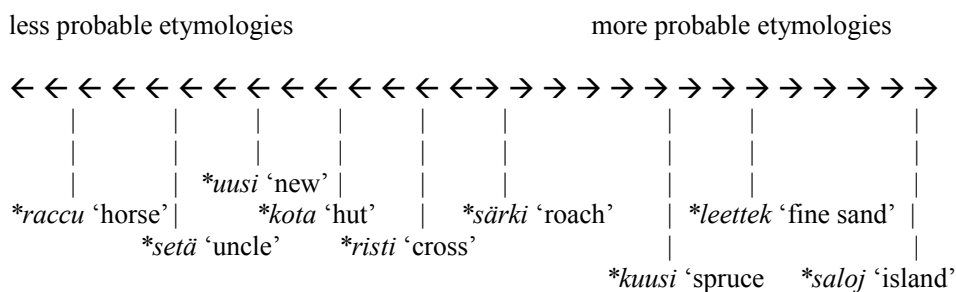 less probable etymologies more probable etymologies
← ← ← ← ← ← ← ← ← ← ← ← ← ←→ → → → → → → → → → → → → →
| | | | | | | | |
| | | | | | | | |
| | *uusi ‘new’ | | | | | |
*raccu ‘horse’ | *kota ‘hut’ | *särki ‘roach’ | *leettek ‘fine sand’ |
*setä ‘uncle’ *risti ‘cross’ | |
*kuusi ‘spruce *saloj ‘island’